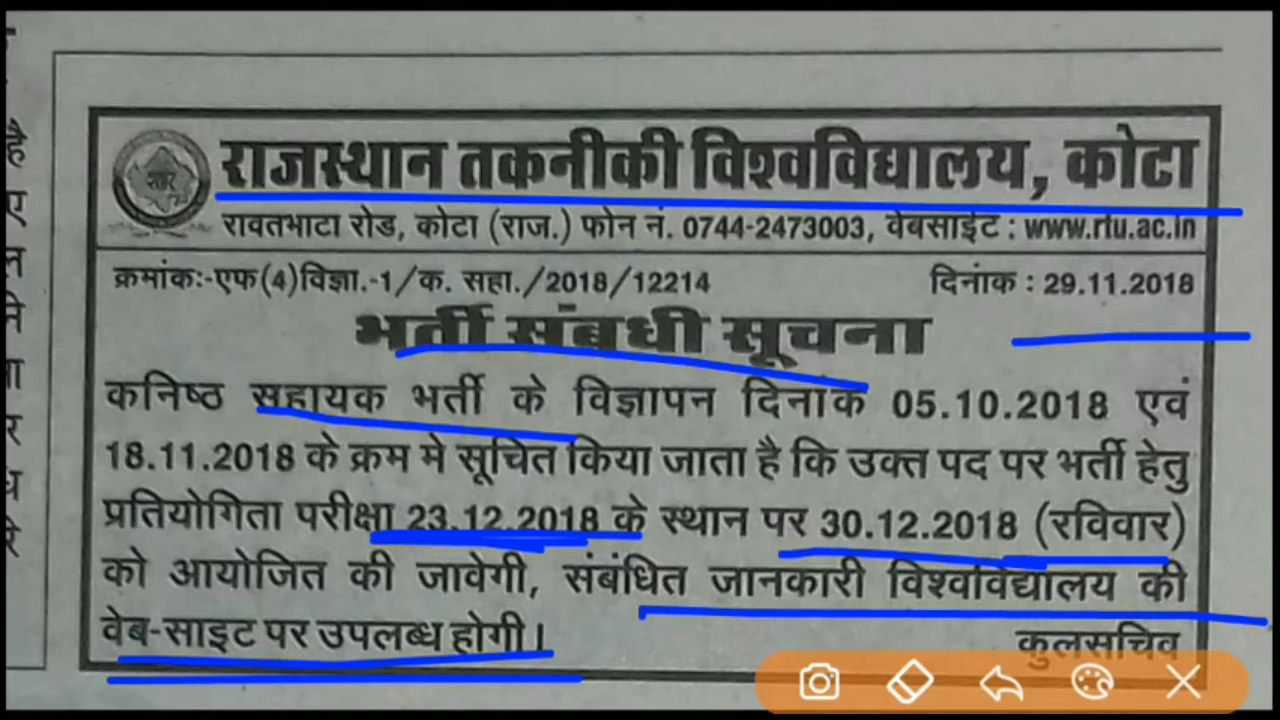 राजस्थान तकनीकी विश्वविद्यालय, कोटा
रावतभाटा रोड, कोटा (राज.) फोन नं. 0744-2473003, वेबसाईट : www.rtu.ac.in
क्रमांक:-एफ(4)विज्ञा.-1/क. सहा./2018/12214 दिनांक : 29.11.2018
भर्ती संबधी सूचना
कनिष्ठ सहायक भर्ती के विज्ञापन दिनांक 05.10.2018 एवं
18.11.2018 के क्रम मे सूचित किया जाता है कि उक्त पद पर भर्ती हेतु
प्रतियोगिता परीक्षा 23.12.2018 के स्थान पर 30.12.2018 (रविवार)
को आयोजित की जावेगी, संबंधित जानकारी विश्वविद्यालय की
वेब-साइट पर उपलब्ध होगी।
कुलसचिव